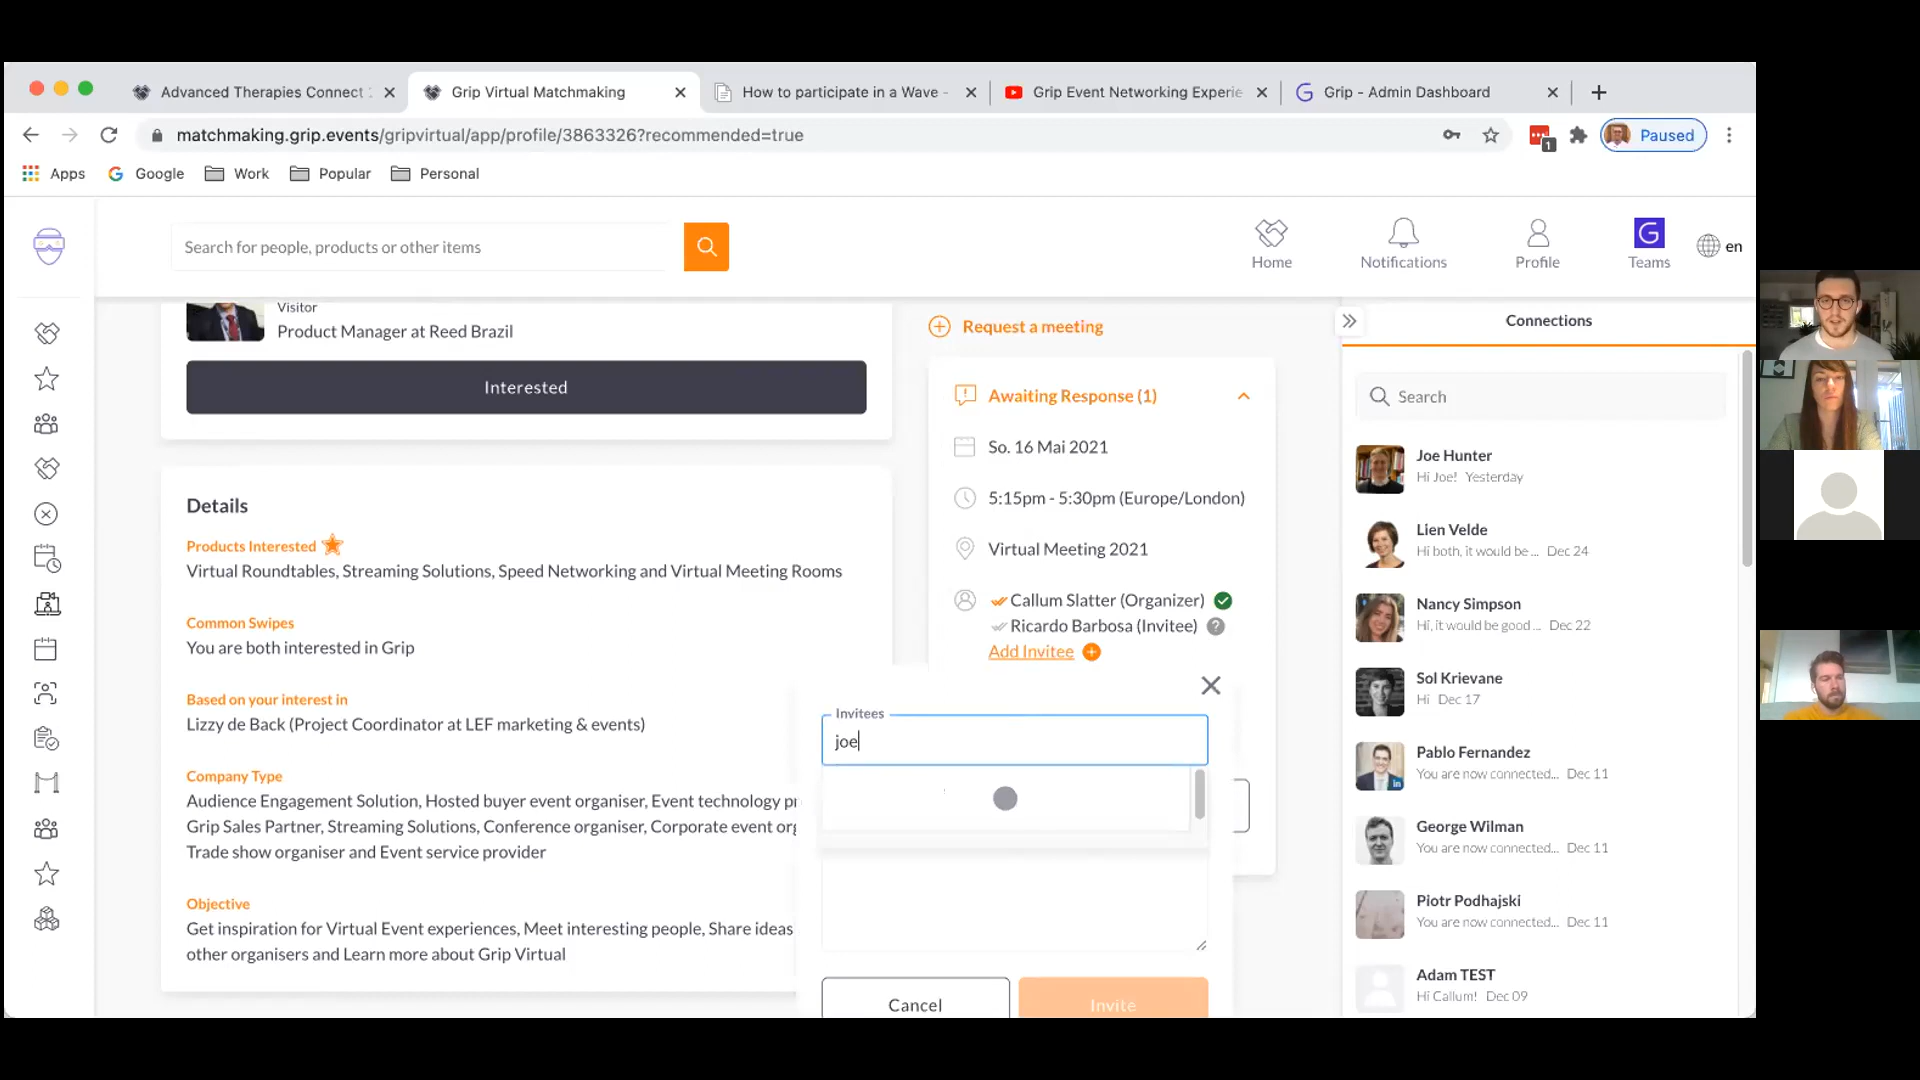 Advanced Therapies Connect
Grip Virtual Matchmaking
How to participate in a Wave -
Grip Event Networking Experie
Grip - Admin Dashboard
matchmaking.grip.events/gripvirtual/app/profile/3863326?recommended=true
1
Paused
Apps
Google
Work
Popular
Personal
Search for people, products or other items
Home
Notifications
Profile
G
Teams
en
Visitor
Product Manager at Reed Brazil
Interested
Details
Products Interested
Virtual Roundtables, Streaming Solutions, Speed Networking and Virtual Meeting Rooms
Common Swipes
You are both interested in Grip
Based on your interest in
Lizzy de Back (Project Coordinator at LEF marketing & events)
Company Type
Audience Engagement Solution, Hosted buyer event organiser, Event technology pr
Grip Sales Partner, Streaming Solutions, Conference organiser, Corporate event org
Trade show organiser and Event service provider
Objective
Get inspiration for Virtual Event experiences, Meet interesting people, Share ideas
other organisers and Learn more about Grip Virtual
Request a meeting
Awaiting Response (1)
So. 16 Mai 2021
5:15pm - 5:30pm (Europe/London)
Virtual Meeting 2021
Callum Slatter (Organizer)
Ricardo Barbosa (Invitee)
Add Invitee
Invitees
joe
Cancel
Invite
Connections
Search
Joe Hunter
Hi Joe! Yesterday
Lien Velde
Hi both, it would be ... Dec 24
Nancy Simpson
Hi, it would be good ... Dec 22
Sol Krievane
Hi Dec 17
Pablo Fernandez
You are now connected... Dec 11
in
George Wilman
You are now connected... Dec 11
Piotr Podhajski
You are now connected... Dec 11
Adam TEST
Hi Callum! Dec 09